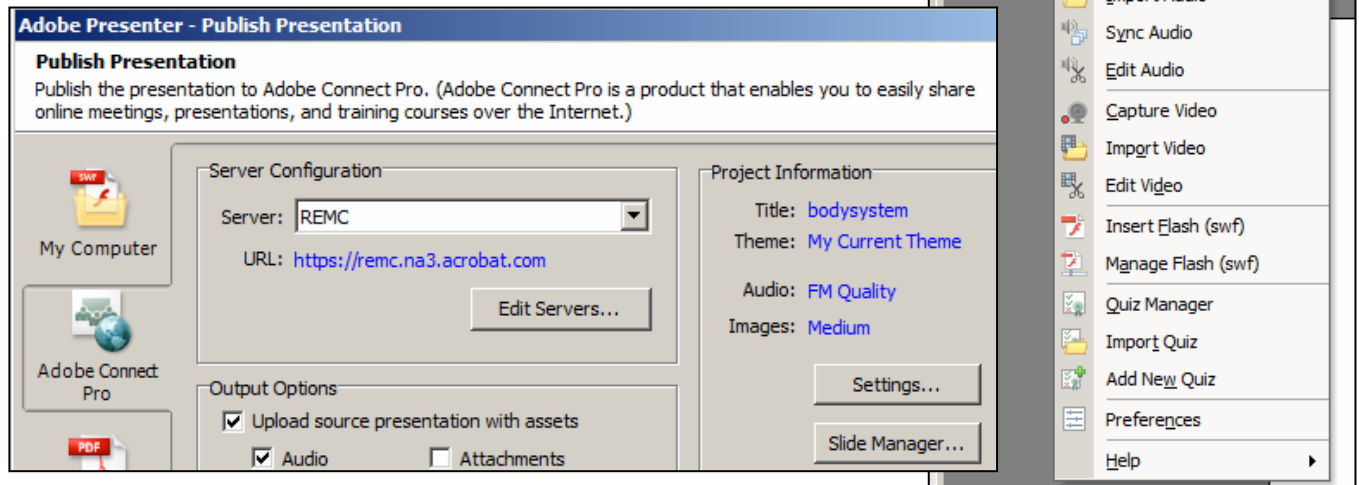 Adobe Presenter - Publish Presentation
Publish Presentation
Publish the presentation to Adobe Connect Pro. (Adobe Connect Pro is a product that enables you to easily share
online meetings, presentations, and training courses over the Internet.)
SWF
My Computer
Adobe Connect
Pro
PDF
Server Configuration
Server: REMC
URL: https://remc.na3.acrobat.com
Edit Servers...
Output Options
Upload source presentation with assets
Audio Attachments
Project Information
Title: bodysystem
Theme: My Current Theme
Audio: FM Quality
Images: Medium
Settings...
Slide Manager...
Import Audio
Sync Audio
Edit Audio
Capture Video
Import Video
Edit Video
Insert Flash (swf)
Manage Flash (swf)
Quiz Manager
Import Quiz
Add New Quiz
Preferences
Help